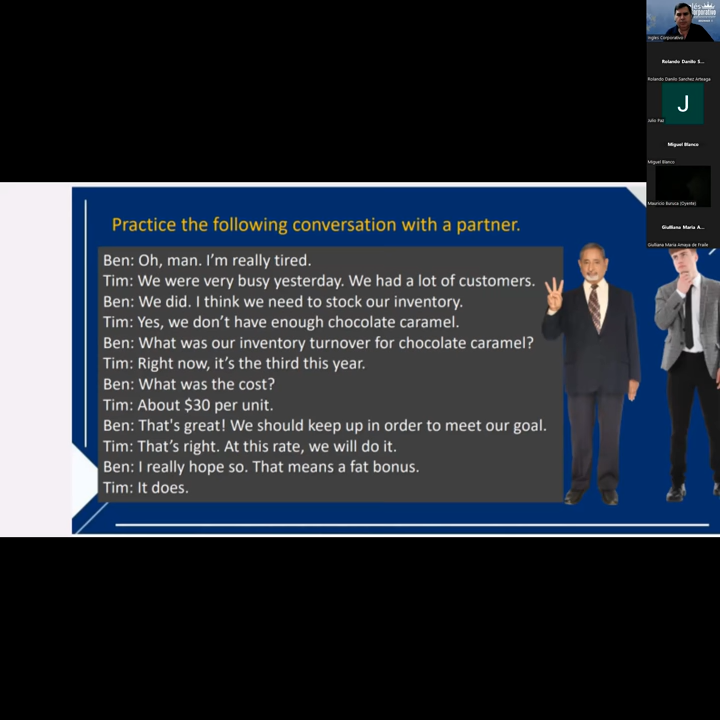 Practice the following conversation with a partner.
Ben: Oh, man. I'm really tired.
Tim: We were very busy yesterday. We had a lot of customers.
Ben: We did. I think we need to stock our inventory.
Tim: Yes, we don't have enough chocolate caramel.
Ben: What was our inventory turnover for chocolate caramel?
Tim: Right now, it's the third this year.
Ben: What was the cost?
Tim: About $30 per unit.
Ben: That's great! We should keep up in order to meet our goal.
Tim: That's right. At this rate, we will do it.
Ben: I really hope so. That means a fat bonus.
Tim: It does.
Ingles Corporativo
Rolando Danilo S...
Rolando Danilo Sanchez Arteaga
J
Julio Paz
Miguel Blanco
Miguel Blanco
Mauricio Buruca (Oyente)
Giulliana Maria A...
Giulliana Maria Amaya de Fraile